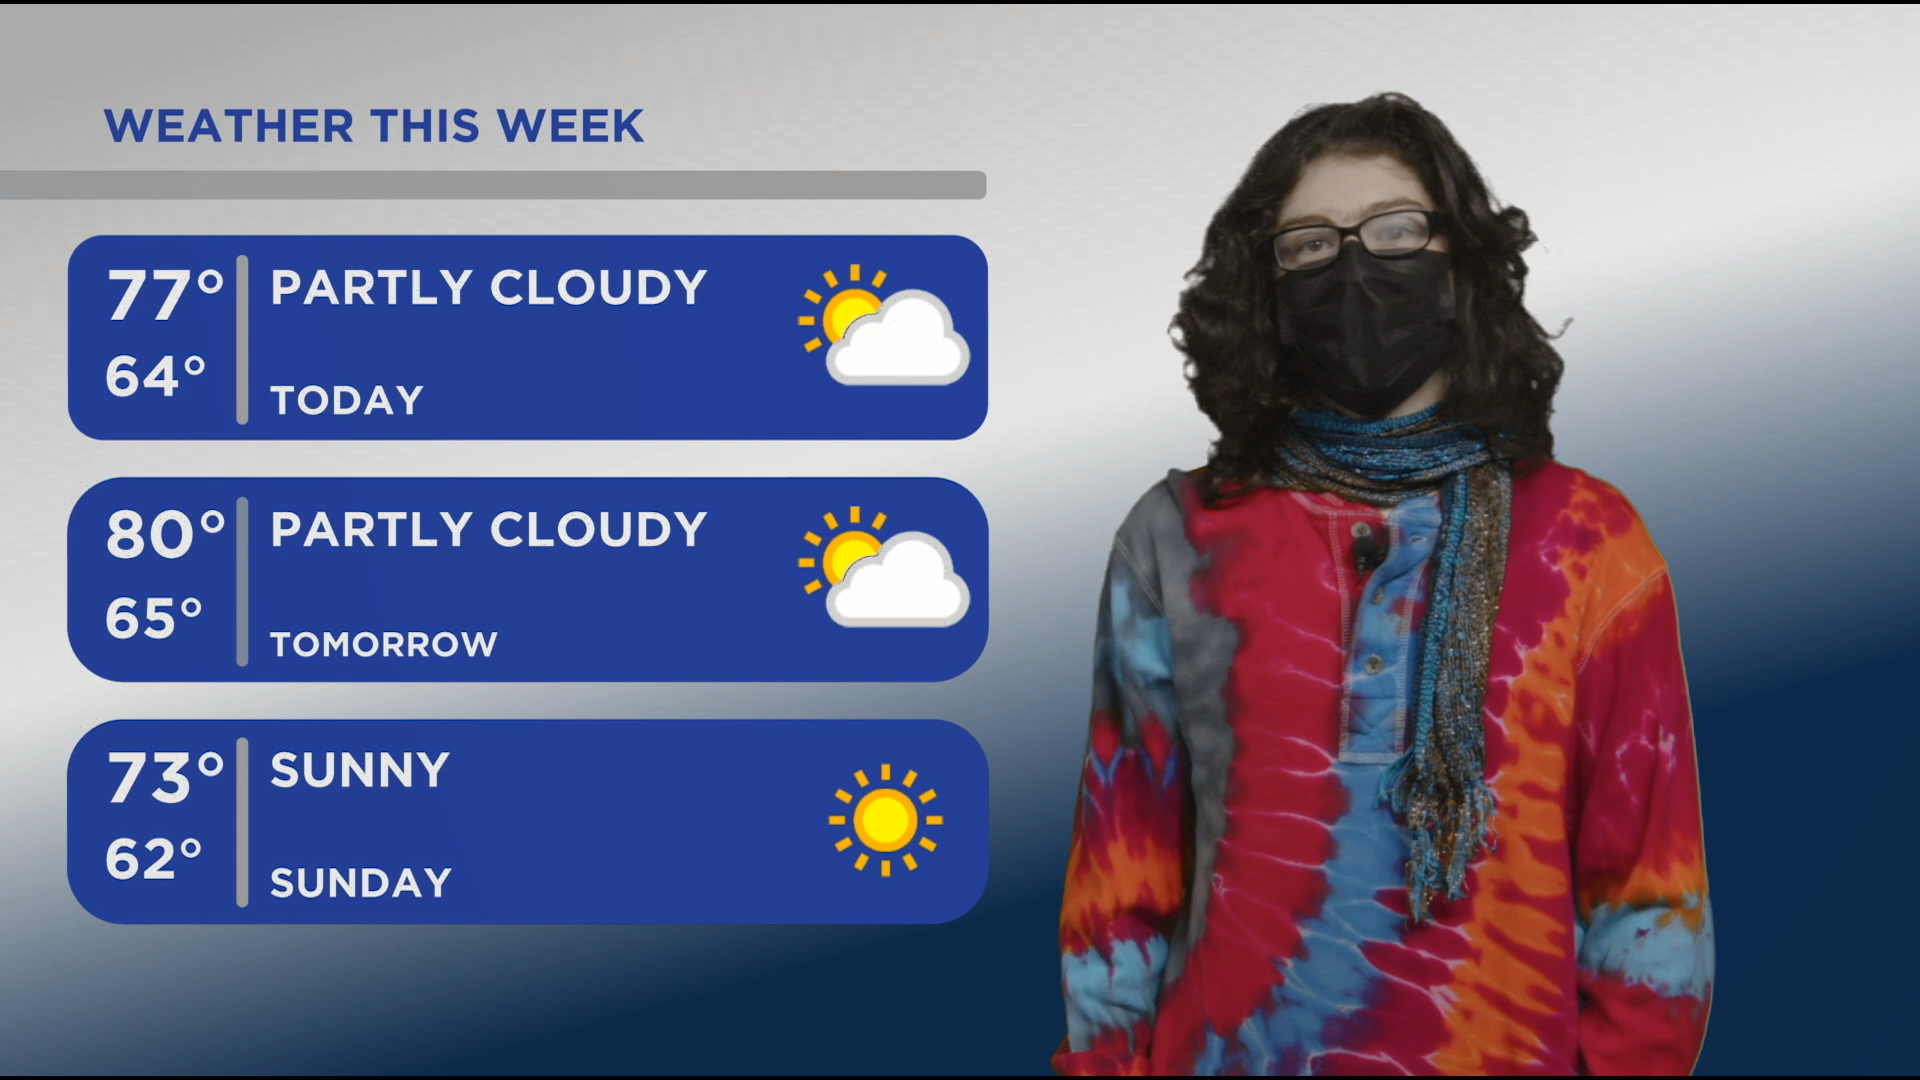 WEATHER THIS WEEK
77°
PARTLY CLOUDY
64°
TODAY
80°
PARTLY CLOUDY
65°
TOMORROW
73°
SUNNY
62°
SUNDAY